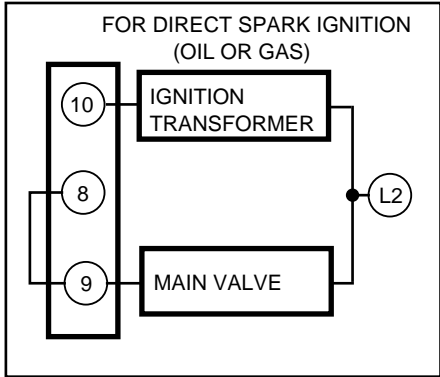 FOR DIRECT SPARK IGNITION
(OIL OR GAS)
10
IGNITION
TRANSFORMER
8
L2
9
MAIN VALVE